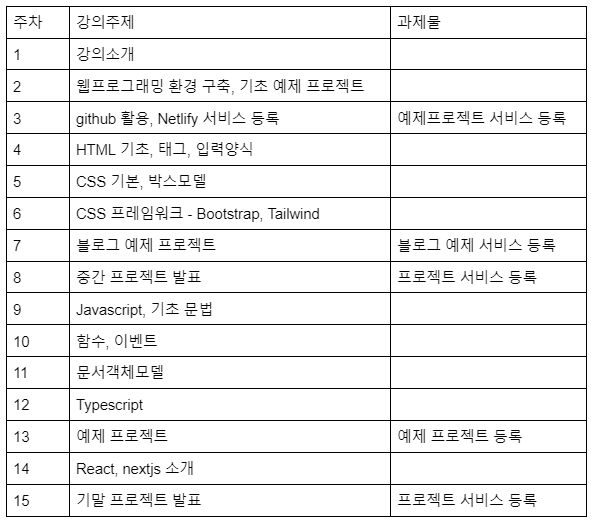 주차 강의주제 과제물
1 강의소개
2 웹프로그래밍 환경 구축, 기초 예제 프로젝트
3 github 활용, Netlify 서비스 등록 예제프로젝트 서비스 등록
4 HTML 기초, 태그, 입력양식
5 CSS 기본, 박스모델
6 CSS 프레임워크 - Bootstrap, Tailwind
7 블로그 예제 프로젝트 블로그 예제 서비스 등록
8 중간 프로젝트 발표 프로젝트 서비스 등록
9 Javascript, 기초 문법
10 함수, 이벤트
11 문서객체모델
12 Typescript
13 예제 프로젝트 예제 프로젝트 등록
14 React, nextjs 소개
15 기말 프로젝트 발표 프로젝트 서비스 등록